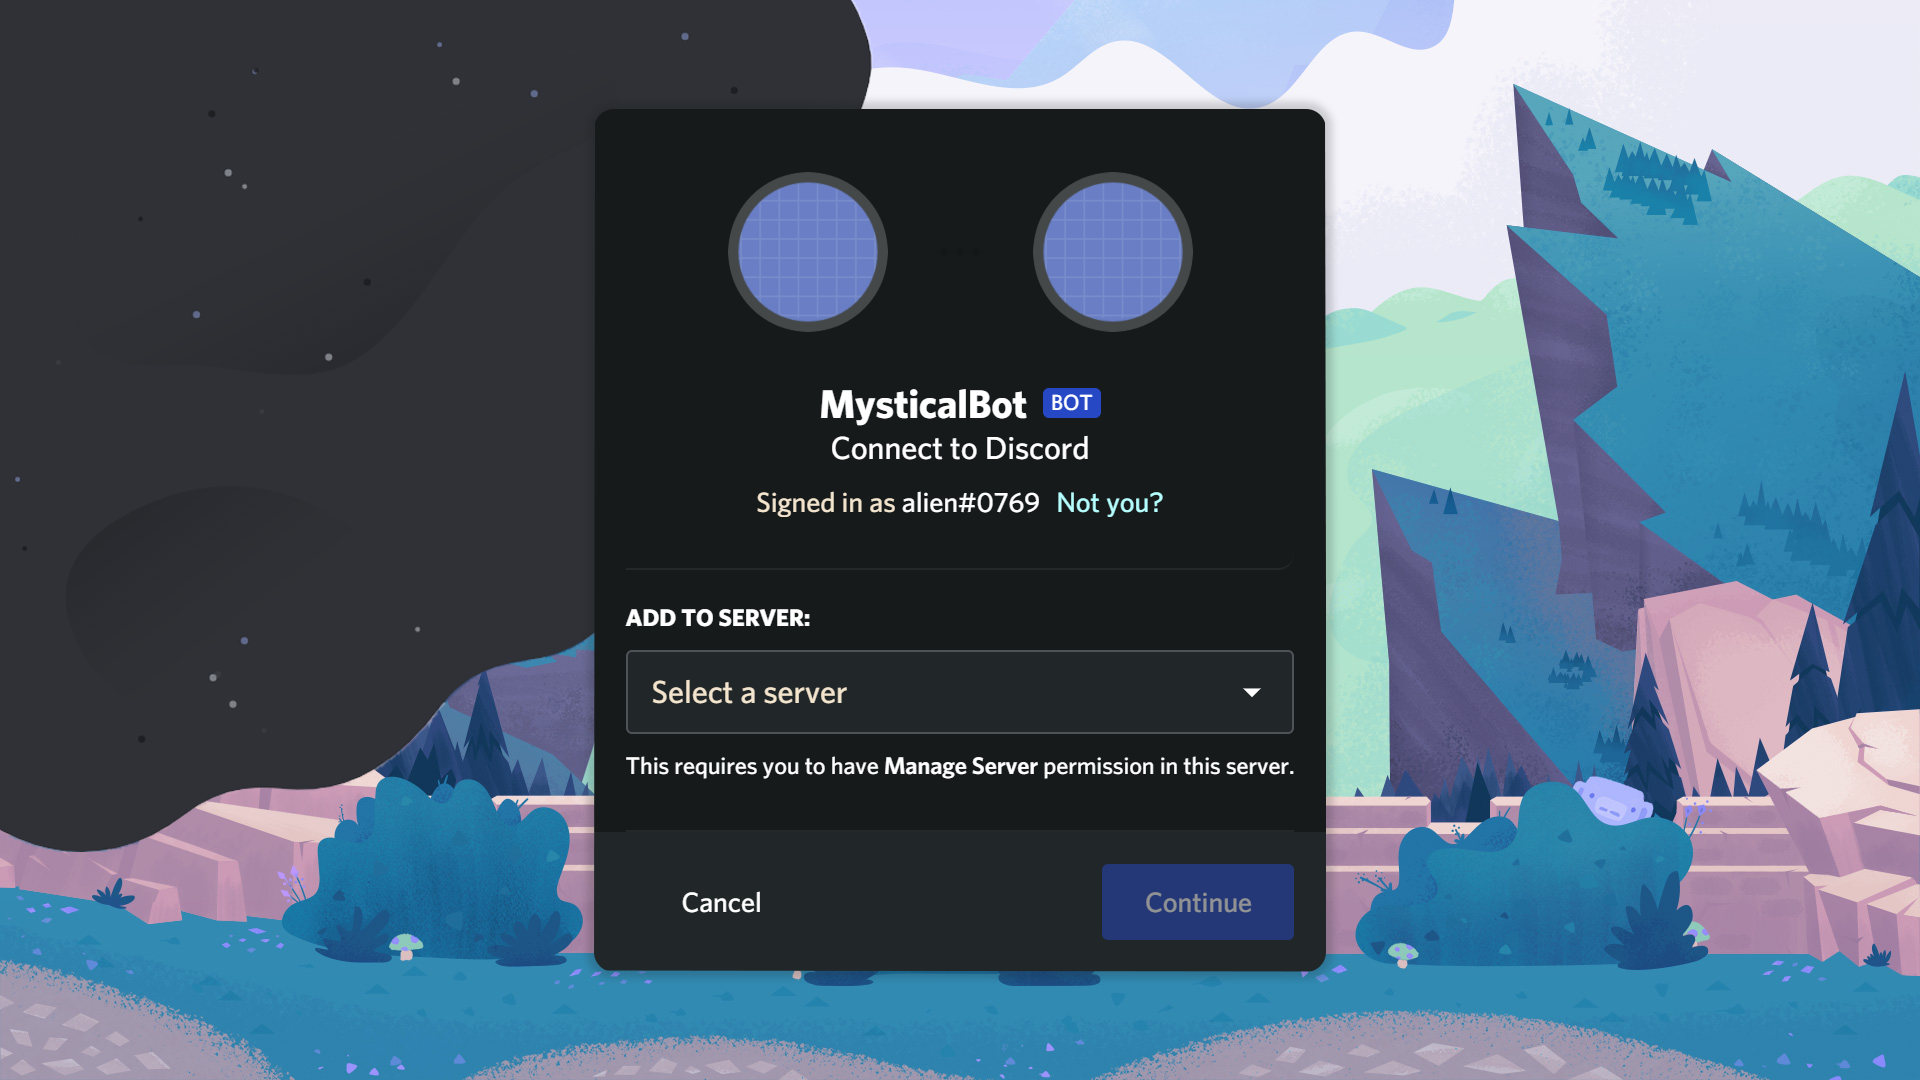 MysticalBot BOT
Connect to Discord
Signed in as alien#0769 Not you?
ADD TO SERVER:
Select a server
This requires you to have Manage Server permission in this server.
Cancel
Continue